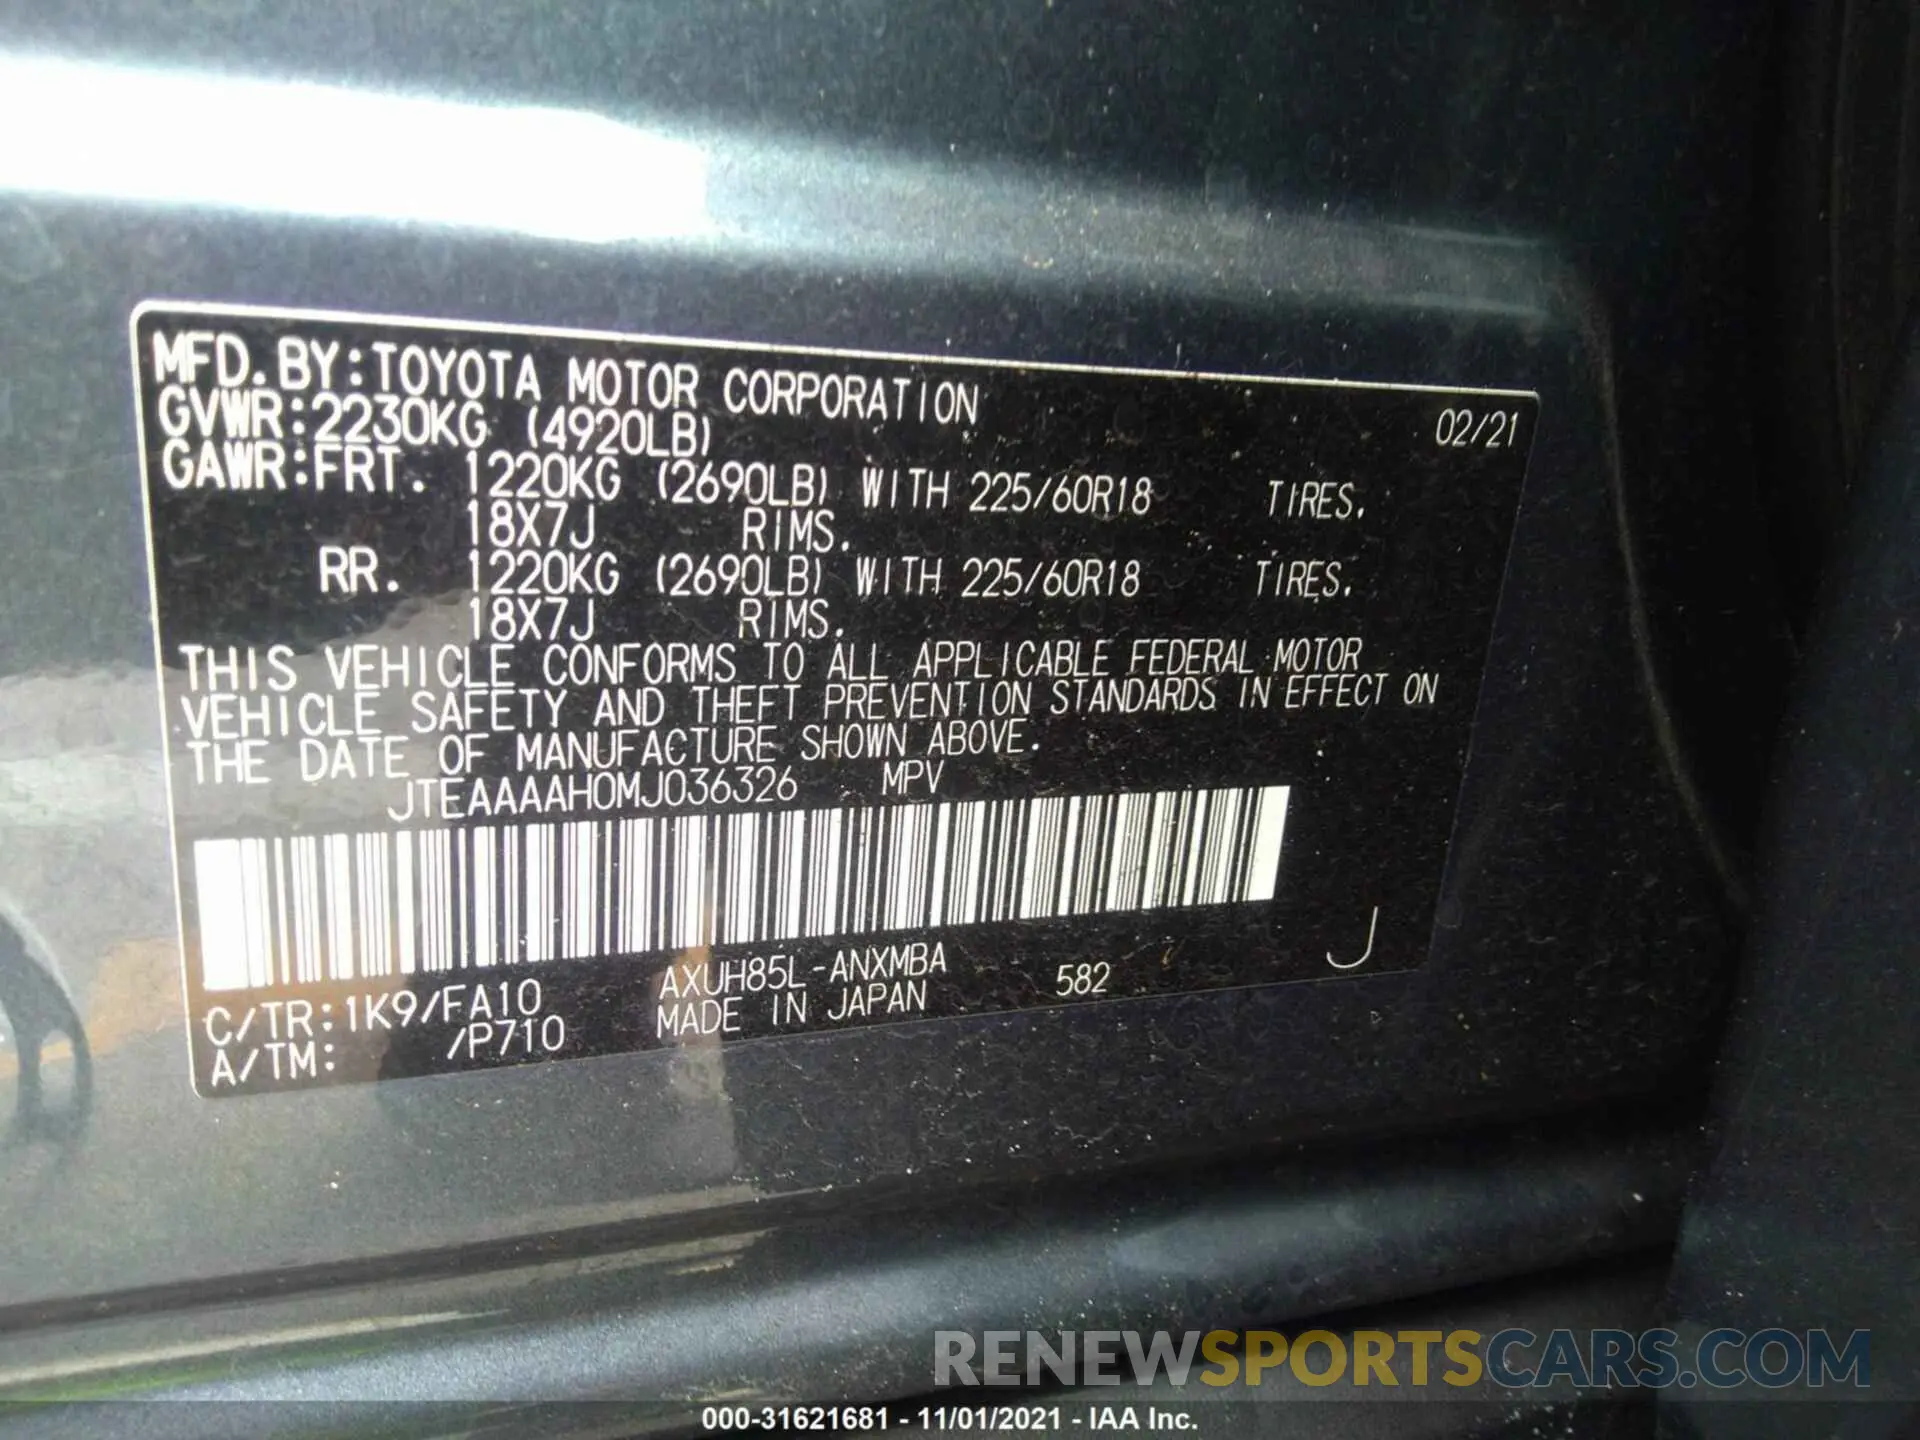 MFD. BY:TOYOTA MOTOR CORPORATION 02/21
GVWR:2230KG (4920LB)
GAWR:FRT. 1220KG (2690LB) WITH 225/60R18 TIRES.
18X7J RIMS.
RR. 1220KG (2690LB) WITH 225/60R18 TIRES.
18X7J RIMS.
THIS VEHICLE CONFORMS TO ALL APPLICABLE FEDERAL MOTOR
VEHICLE SAFETY AND THEFT PREVENTION STANDARDS IN EFFECT ON
THE DATE OF MANUFACTURE SHOWN ABOVE.
JTEAAAAH0MJ036326 MPV
C/TR:1K9/FA10 AXUH85L-ANXMBA 582 J
A/TM: /P710 MADE IN JAPAN
RENEWSPORTSCARS.COM
000-31621681 - 11/01/2021 - IAA Inc.